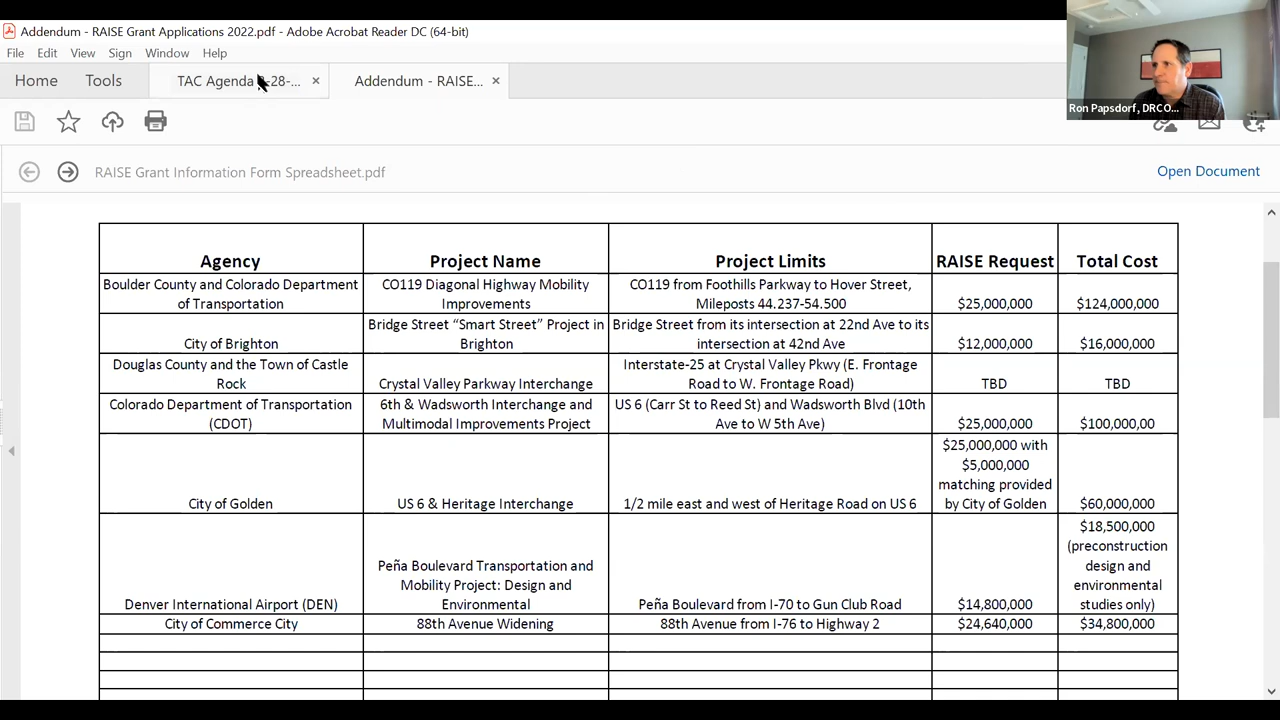 Addendum - RAISE Grant Applications 2022.pdf - Adobe Acrobat Reader DC (64-bit)
File Edit View Sign Window Help
Home Tools TAC Agenda -28-... × Addendum - RAISE... ×
Ron Papsdorf, DRCO...
RAISE Grant Information Form Spreadsheet.pdf Open Document
Agency Project Name Project Limits RAISE Request Total Cost
Boulder County and Colorado Department
of Transportation
CO119 Diagonal Highway Mobility
Improvements
CO119 from Foothills Parkway to Hover Street,
Mileposts 44.237-54.500
$25,000,000
$124,000,000
City of Brighton
Bridge Street “Smart Street” Project in
Brighton
Bridge Street from its intersection at 22nd Ave to its
intersection at 42nd Ave
$12,000,000
$16,000,000
Douglas County and the Town of Castle
Rock
Crystal Valley Parkway Interchange
Interstate-25 at Crystal Valley Pkwy (E. Frontage
Road to W. Frontage Road)
TBD
TBD
Colorado Department of Transportation
(CDOT)
6th & Wadsworth Interchange and
Multimodal Improvements Project
US 6 (Carr St to Reed St) and Wadsworth Blvd (10th
Ave to W 5th Ave)
$25,000,000
$100,000,00
City of Golden
US 6 & Heritage Interchange
1/2 mile east and west of Heritage Road on US 6
$25,000,000 with
$5,000,000
matching provided
by City of Golden
$60,000,000
Denver International Airport (DEN)
Peña Boulevard Transportation and
Mobility Project: Design and
Environmental
Peña Boulevard from I-70 to Gun Club Road
$14,800,000
$18,500,000
(preconstruction
design and
environmental
studies only)
City of Commerce City
88th Avenue Widening
88th Avenue from I-76 to Highway 2
$24,640,000
$34,800,000